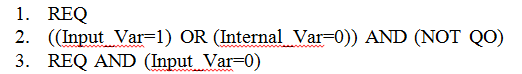 1. REQ
2. ((Input_Var=1) OR (Internal_Var=0)) AND (NOT QO)
3. REQ AND (Input_Var=0)